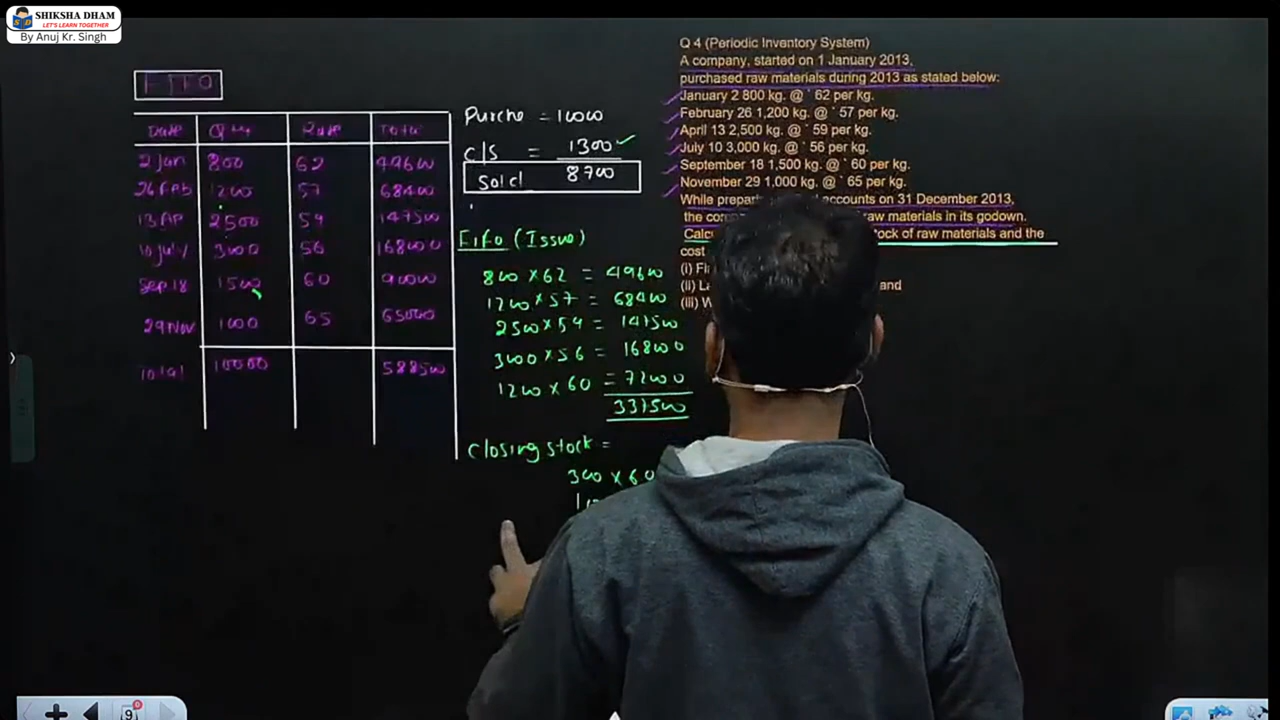 SHIKSHA DHAM
LET'S LEARN TOGETHER
By Anuj Kr. Singh
FIFO
Date Qty Rate Total
2 Jan 800 62 49600
26 Feb 1200 57 68400
13 AP 2500 59 147500
10 July 3000 56 168000
Sep 18 1500 60 90000
29 Nov 1000 65 65000
Total 10000 588500
Purche = 10000
C/S = 1300
Sold 8700
Fifo (Issue)
800 × 62 = 49600
1200 × 57 = 68400
2500 × 59 = 147500
3000 × 56 = 168000
1200 × 60 = 72000
337500
Closing stock =
300 × 60
Q 4 (Periodic Inventory System)
A company, started on 1 January 2013,
purchased raw materials during 2013 as stated below:
January 2 800 kg. @ ` 62 per kg.
February 26 1,200 kg. @ ` 57 per kg.
April 13 2,500 kg. @ ` 59 per kg.
July 10 3,000 kg. @ ` 56 per kg.
September 18 1,500 kg. @ ` 60 per kg.
November 29 1,000 kg. @ ` 65 per kg.
While accounts on 31 December 2013,
the raw materials in its godown.
stock of raw materials and the
cost
(i)
(ii) and
(iii)
9